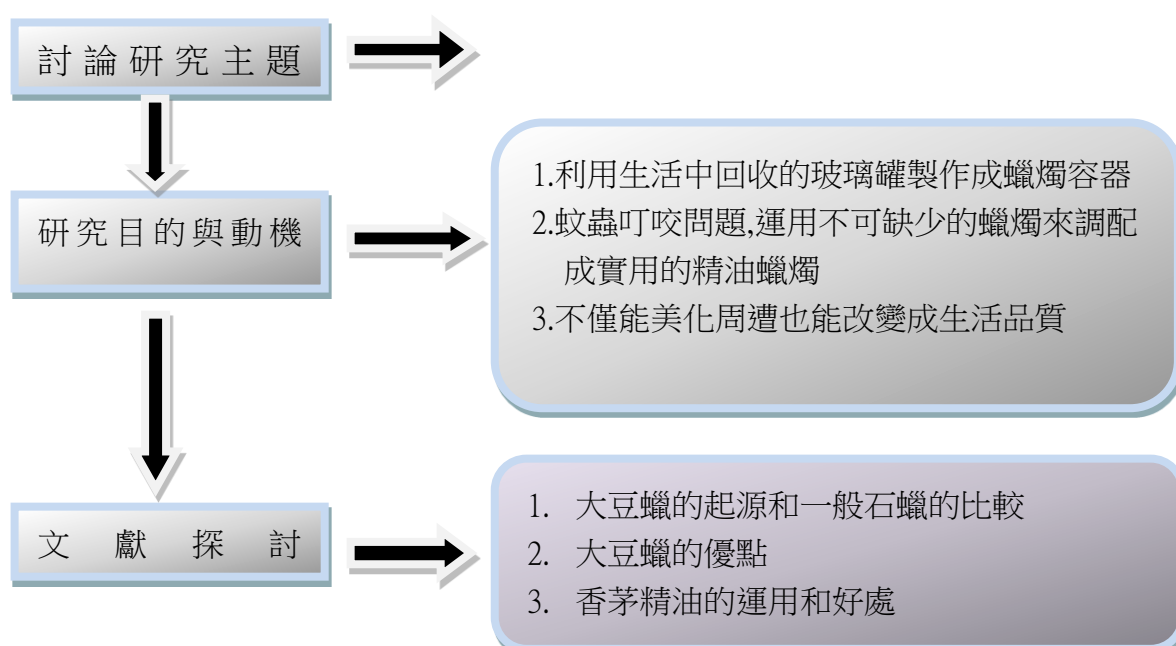 討論研究主題
研究目的與動機
1.利用生活中回收的玻璃罐製作成蠟燭容器
2.蚊蟲叮咬問題,運用不可缺少的蠟燭來調配
成實用的精油蠟燭
3.不僅能美化周遭也能改變成生活品質
文獻探討
1. 大豆蠟的起源和一般石蠟的比較
2. 大豆蠟的優點
3. 香茅精油的運用和好處